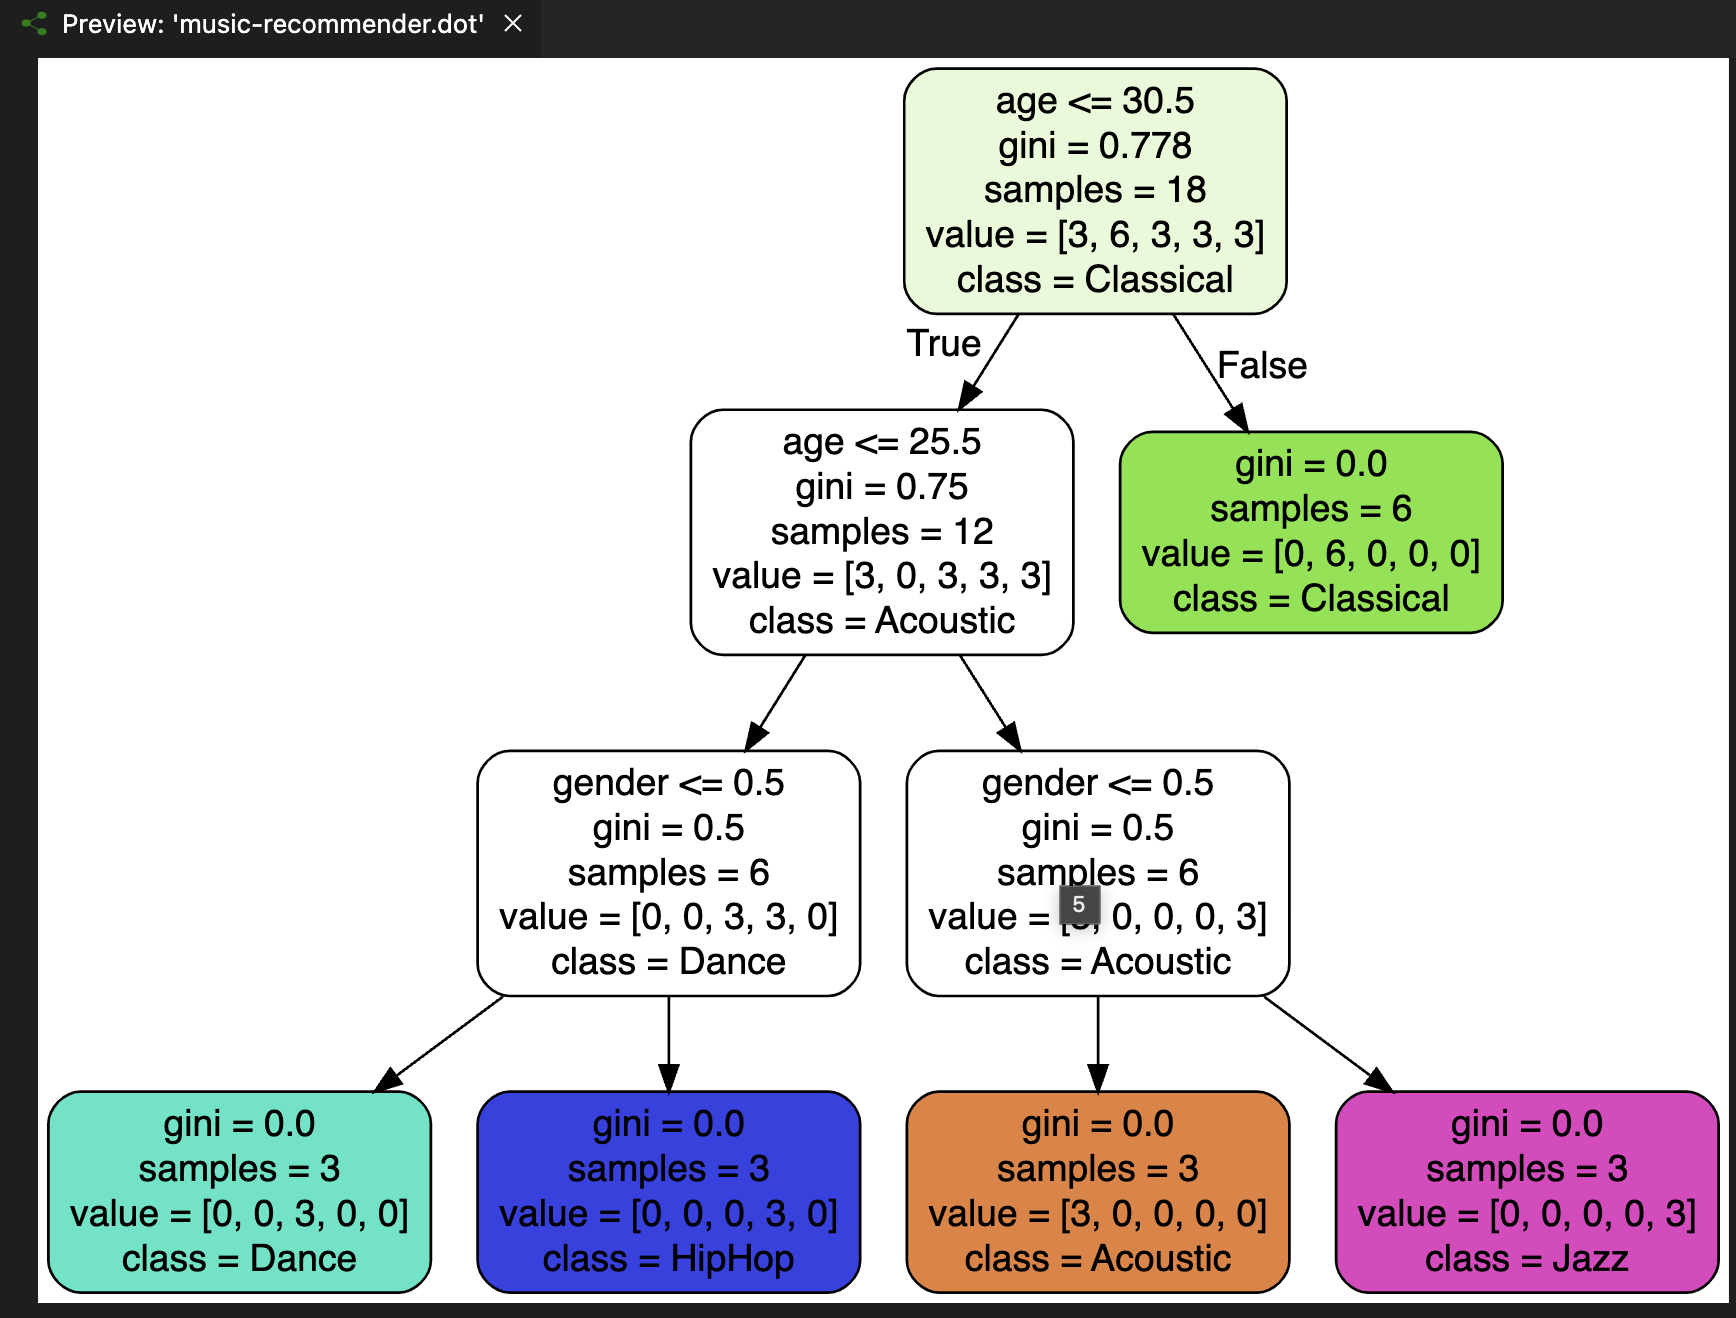 Preview: 'music-recommender.dot'
age <= 30.5
gini = 0.778
samples = 18
value = [3, 6, 3, 3, 3]
class = Classical
True
False
age <= 25.5
gini = 0.75
samples = 12
value = [3, 0, 3, 3, 3]
class = Acoustic
gini = 0.0
samples = 6
value = [0, 6, 0, 0, 0]
class = Classical
gender <= 0.5
gini = 0.5
samples = 6
value = [0, 0, 3, 3, 0]
class = Dance
gender <= 0.5
gini = 0.5
samples = 6
5
value = [ , 0, 0, 0, 3]
class = Acoustic
gini = 0.0
samples = 3
value = [0, 0, 3, 0, 0]
class = Dance
gini = 0.0
samples = 3
value = [0, 0, 0, 3, 0]
class = HipHop
gini = 0.0
samples = 3
value = [3, 0, 0, 0, 0]
class = Acoustic
gini = 0.0
samples = 3
value = [0, 0, 0, 0, 3]
class = Jazz